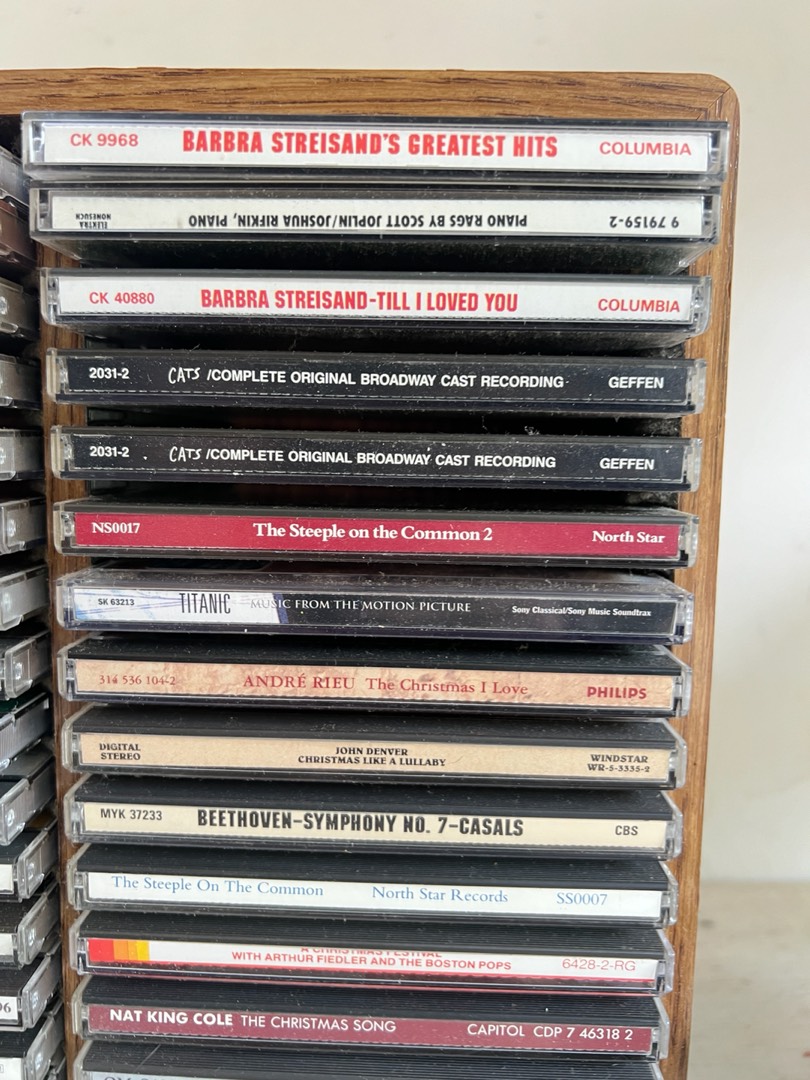 CK 9968 BARBRA STREISAND'S GREATEST HITS COLUMBIA
9 79159-2 PIANO RAGS BY SCOTT JOPLIN/JOSHUA RIFKIN, PIANO ELEKTRA NONESUCH
CK 40880 BARBRA STREISAND-TILL I LOVED YOU COLUMBIA
2031-2 CATS /COMPLETE ORIGINAL BROADWAY CAST RECORDING GEFFEN
2031-2 CATS /COMPLETE ORIGINAL BROADWAY CAST RECORDING GEFFEN
NS0017 The Steeple on the Common 2 North Star
SK 63213 TITANIC MUSIC FROM THE MOTION PICTURE Sony Classical/Sony Music Soundtrax
314 536 104-2 ANDRÉ RIEU The Christmas I Love PHILIPS
DIGITAL STEREO JOHN DENVER WINDSTAR
CHRISTMAS LIKE A LULLABY WR-5-3335-2
MYK 37233 BEETHOVEN-SYMPHONY NO. 7-CASALS CBS
The Steeple On The Common North Star Records SS0007
A CHRISTMAS FESTIVAL
WITH ARTHUR FIEDLER AND THE BOSTON POPS 6428-2-RG
NAT KING COLE THE CHRISTMAS SONG CAPITOL CDP 7 46318 2